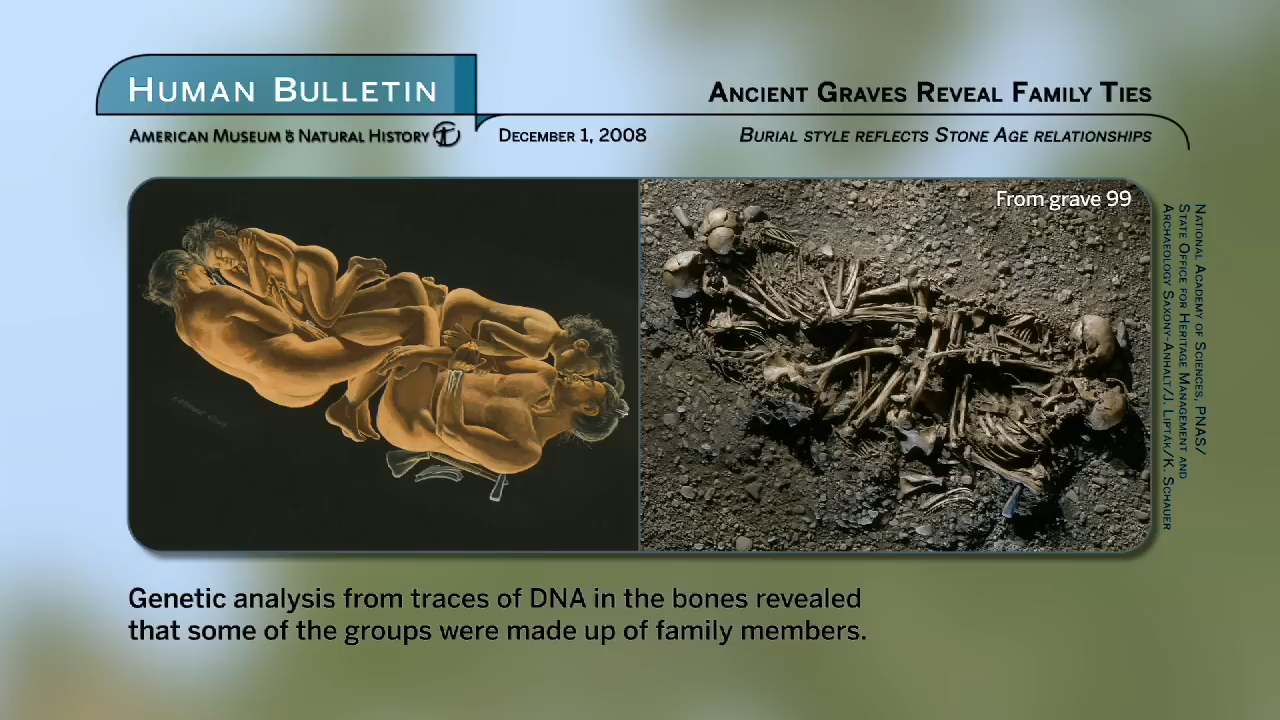 HUMAN BULLETIN
ANCIENT GRAVES REVEAL FAMILY TIES
AMERICAN MUSEUM ö NATURAL HISTORY
DECEMBER 1, 2008
BURIAL STYLE REFLECTS STONE AGE RELATIONSHIPS
From grave 99
NATIONAL ACADEMY OF SCIENCES, PNAS/
STATE OFFICE FOR HERITAGE MANAGEMENT AND
ARCHAEOLOGY SAXONY-ANHALT/J. LIPTÁK/K. SCHAUER
Genetic analysis from traces of DNA in the bones revealed
that some of the groups were made up of family members.